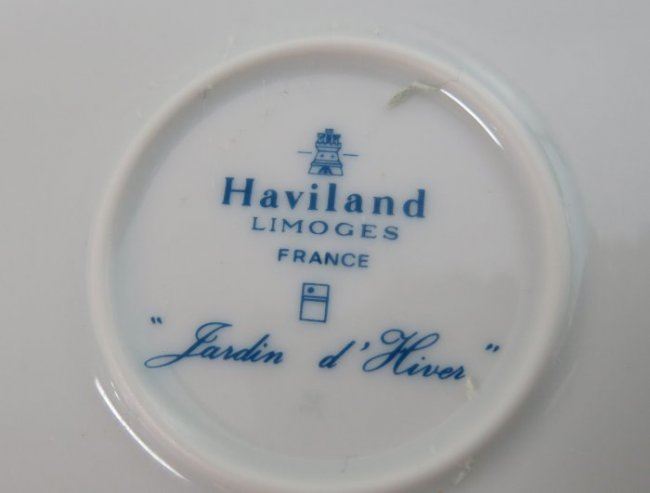 Haviland
LIMOGES
FRANCE
"Jardin d'Hiver"